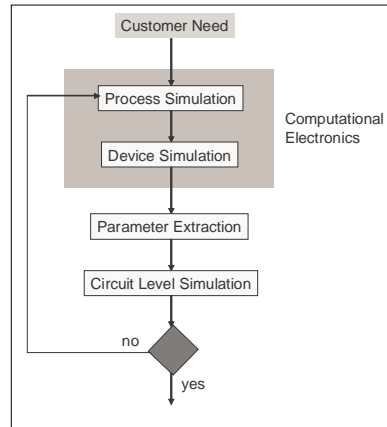 Customer Need
Process Simulation
Computational
Electronics
Device Simulation
Parameter Extraction
Circuit Level Simulation
no
yes